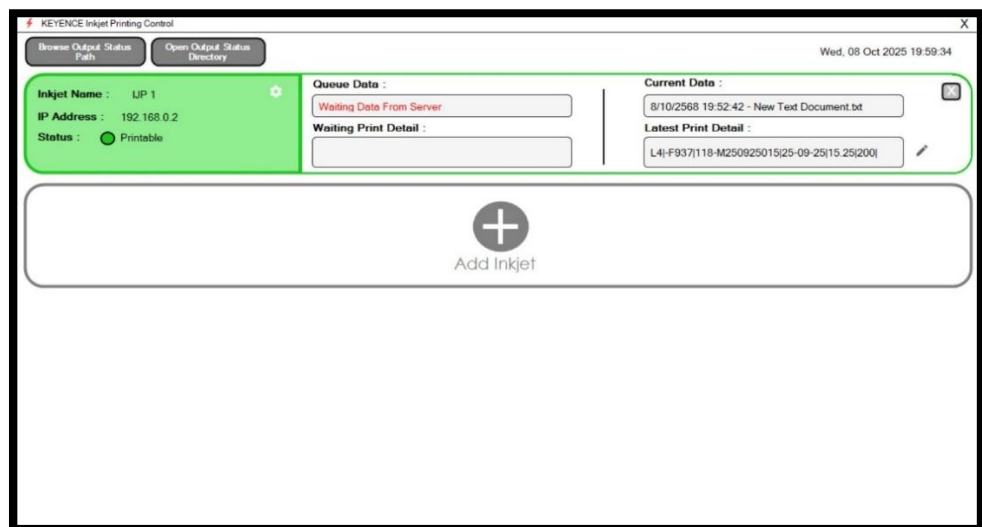 KEYENCE Inkjet Printing Control
X
Browse Output Status
Path
Open Output Status
Directory
Wed, 08 Oct 2025 19:59:34
Inkjet Name : IJP 1
IP Address : 192.168.0.2
Status : Printable
Queue Data :
Waiting Data From Server
Waiting Print Detail :
Current Data :
8/10/2568 19:52:42 - New Text Document.txt
Latest Print Detail :
L4|-F937|118-M250925015|25-09-25|15.25|200|
X
Add Inkjet